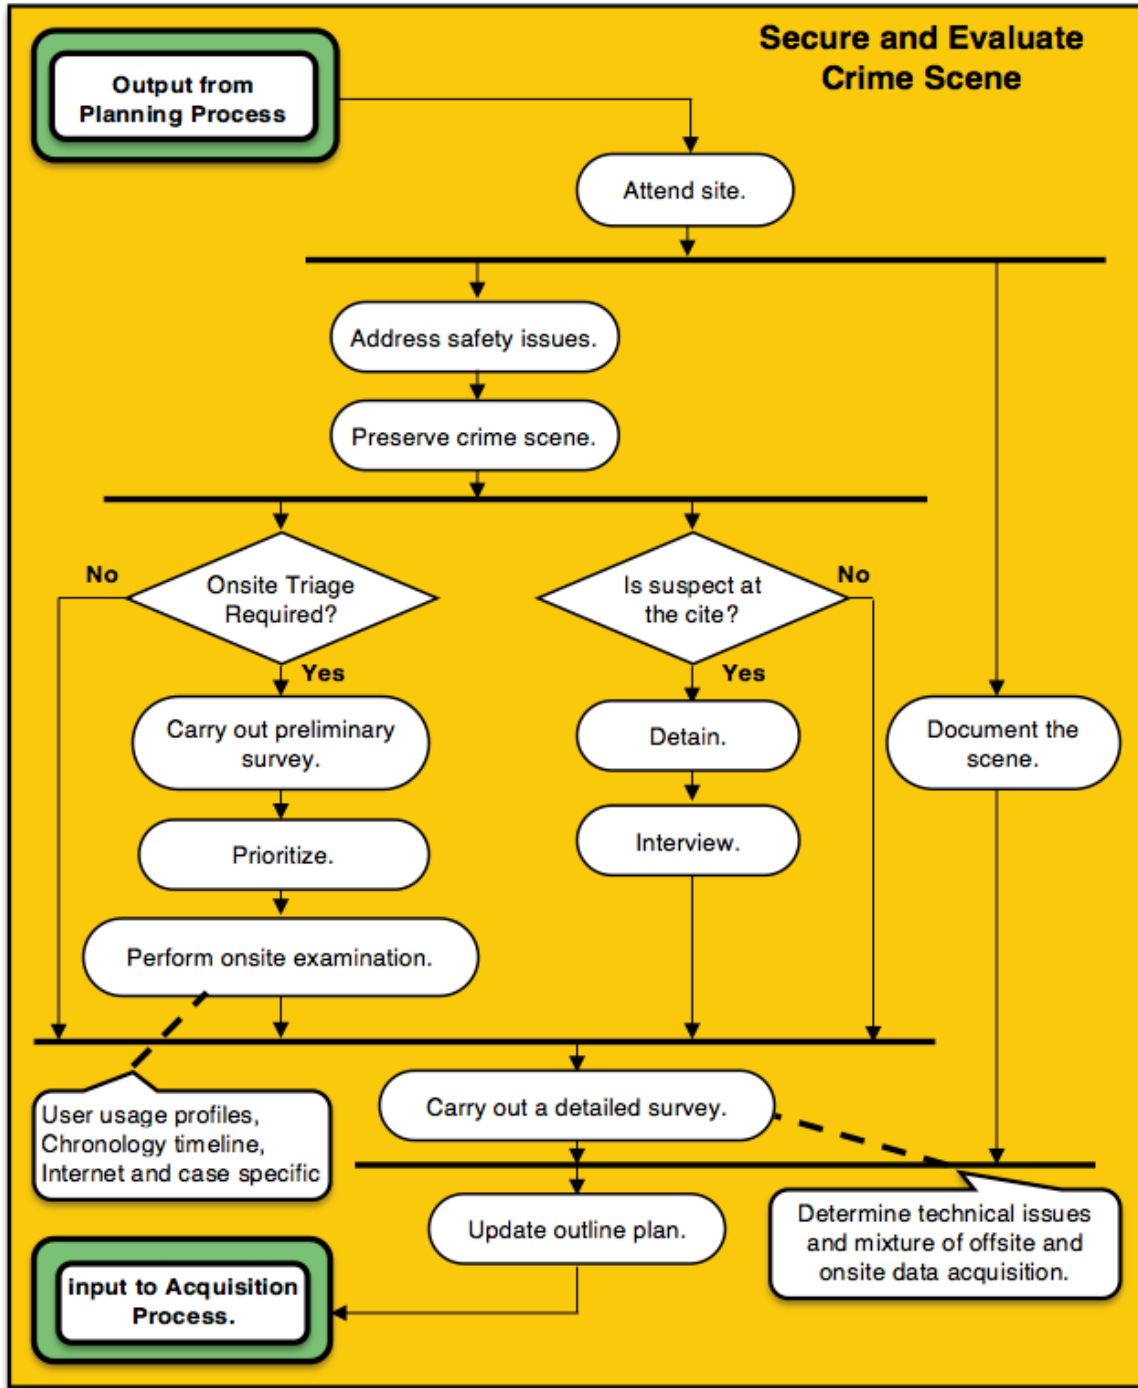 Secure and Evaluate
Crime Scene
Output from
Planning Process
Attend site.
Address safety issues.
Preserve crime scene.
No
Onsite Triage
Required?
Yes
Is suspect at
the cite?
No
Yes
Carry out preliminary
survey.
Detain.
Document the
scene.
Prioritize.
Interview.
Perform onsite examination.
User usage profiles,
Chronology timeline,
Internet and case specific
Carry out a detailed survey.
Determine technical issues
and mixture of offsite and
onsite data acquisition.
Update outline plan.
input to Acquisition
Process.